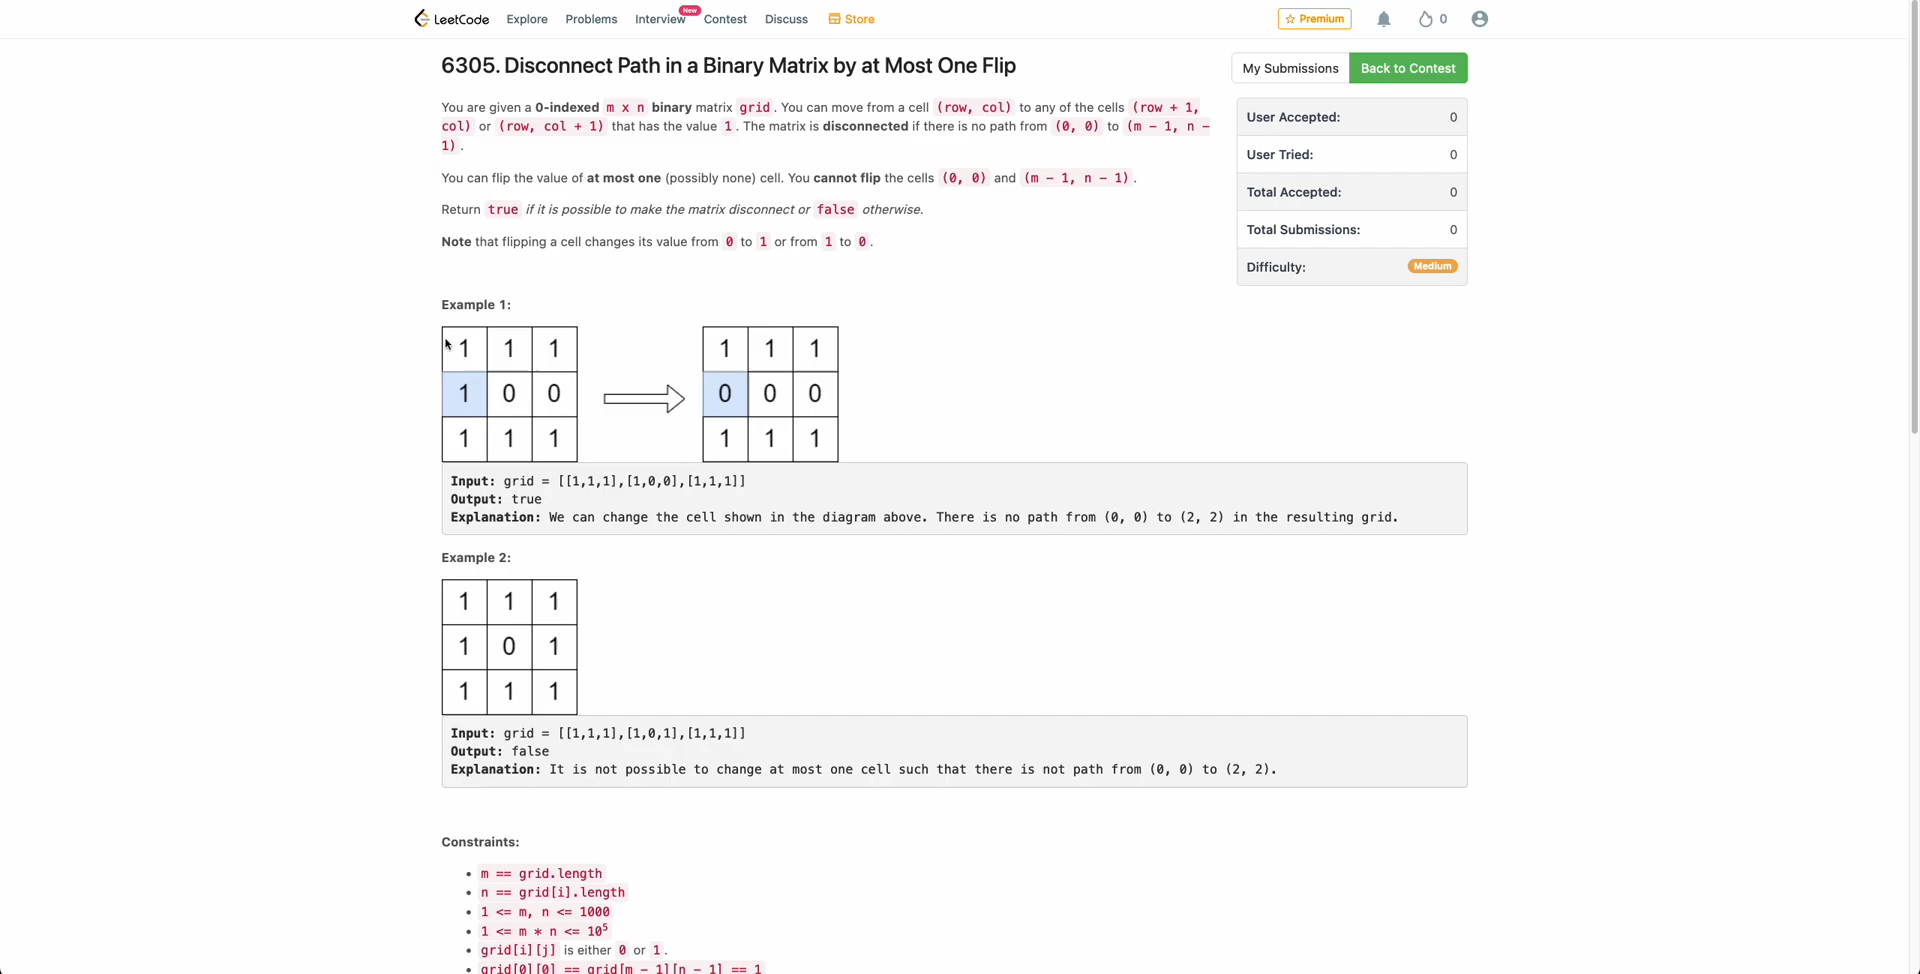 LeetCode Explore Problems Interview New Contest Discuss Store Premium 0
6305. Disconnect Path in a Binary Matrix by at Most One Flip
My Submissions Back to Contest
You are given a 0-indexed m x n binary matrix grid. You can move from a cell (row, col) to any of the cells (row + 1,
col) or (row, col + 1) that has the value 1. The matrix is disconnected if there is no path from (0, 0) to (m - 1, n -
1).
You can flip the value of at most one (possibly none) cell. You cannot flip the cells (0, 0) and (m - 1, n - 1).
Return true if it is possible to make the matrix disconnect or false otherwise.
Note that flipping a cell changes its value from 0 to 1 or from 1 to 0.
User Accepted: 0
User Tried: 0
Total Accepted: 0
Total Submissions: 0
Difficulty: Medium
Example 1:
1 1 1 1 1 1
1 0 0 0 0 0
1 1 1 1 1 1
Input: grid = [[1,1,1],[1,0,0],[1,1,1]]
Output: true
Explanation: We can change the cell shown in the diagram above. There is no path from (0, 0) to (2, 2) in the resulting grid.
Example 2:
1 1 1
1 0 1
1 1 1
Input: grid = [[1,1,1],[1,0,1],[1,1,1]]
Output: false
Explanation: It is not possible to change at most one cell such that there is not path from (0, 0) to (2, 2).
Constraints:
m == grid.length
n == grid[i].length
1 <= m, n <= 1000
1 <= m * n <= 10⁵
grid[i][j] is either 0 or 1.
grid[0][0] == grid[m - 1][n - 1] == 1